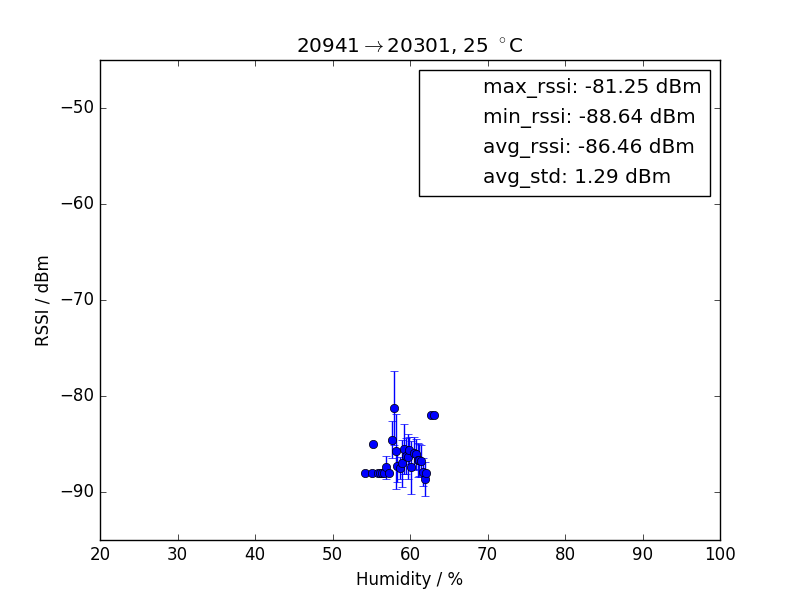 20941→20301, 25 °C
max_rssi: -81.25 dBm
min_rssi: -88.64 dBm
avg_rssi: -86.46 dBm
avg_std: 1.29 dBm
−50
−60
−70
−80
−90
RSSI / dBm
20 30 40 50 60 70 80 90 100
Humidity / %